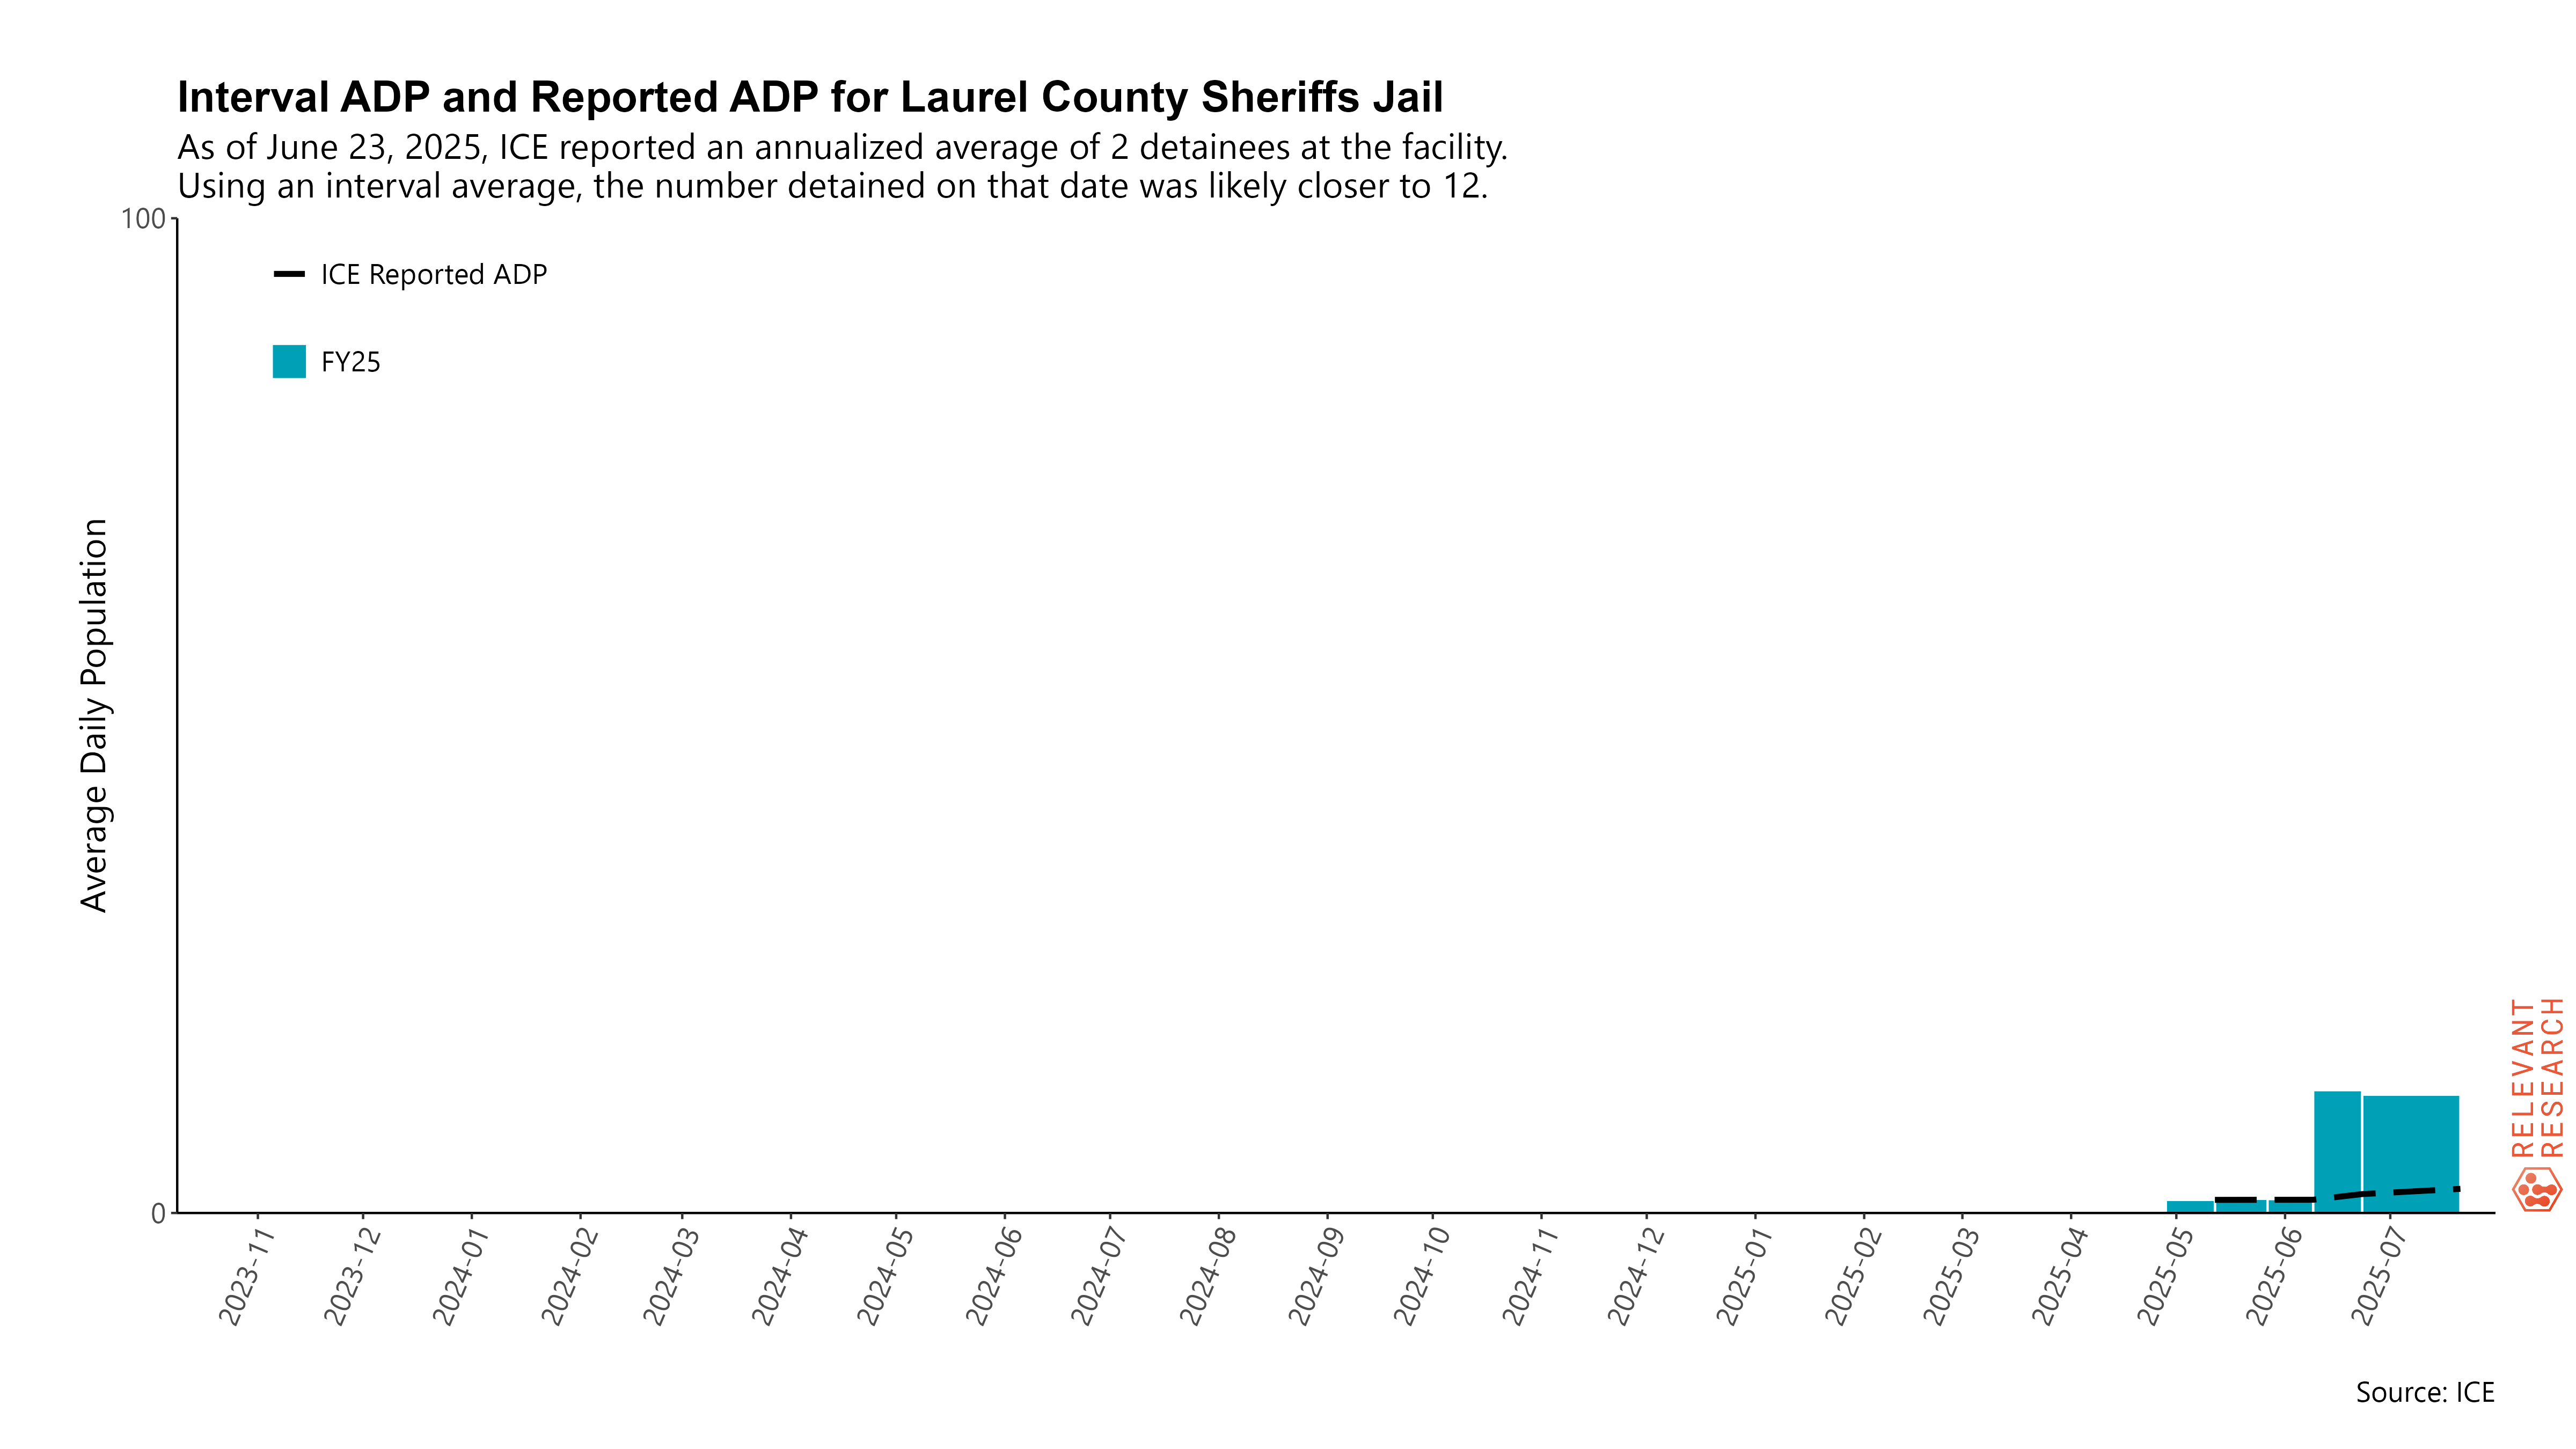 Interval ADP and Reported ADP for Laurel County Sheriffs Jail
As of June 23, 2025, ICE reported an annualized average of 2 detainees at the facility.
Using an interval average, the number detained on that date was likely closer to 12.
100
ICE Reported ADP
FY25
Average Daily Population
0
2023-11
2023-12
2024-01
2024-02
2024-03
2024-04
2024-05
2024-06
2024-07
2024-08
2024-09
2024-10
2024-11
2024-12
2025-01
2025-02
2025-03
2025-04
2025-05
2025-06
2025-07
RELEVANT
RESEARCH
Source: ICE